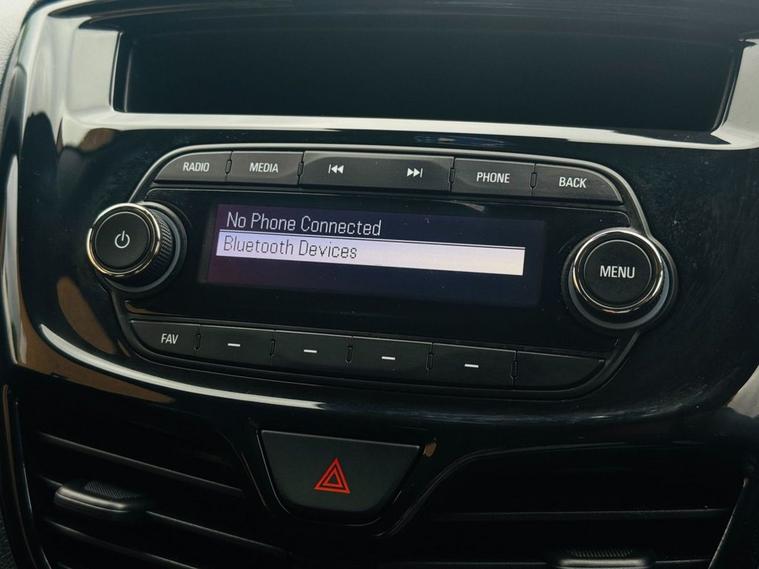 RADIO MEDIA PHONE BACK
No Phone Connected
Bluetooth Devices
MENU
FAV